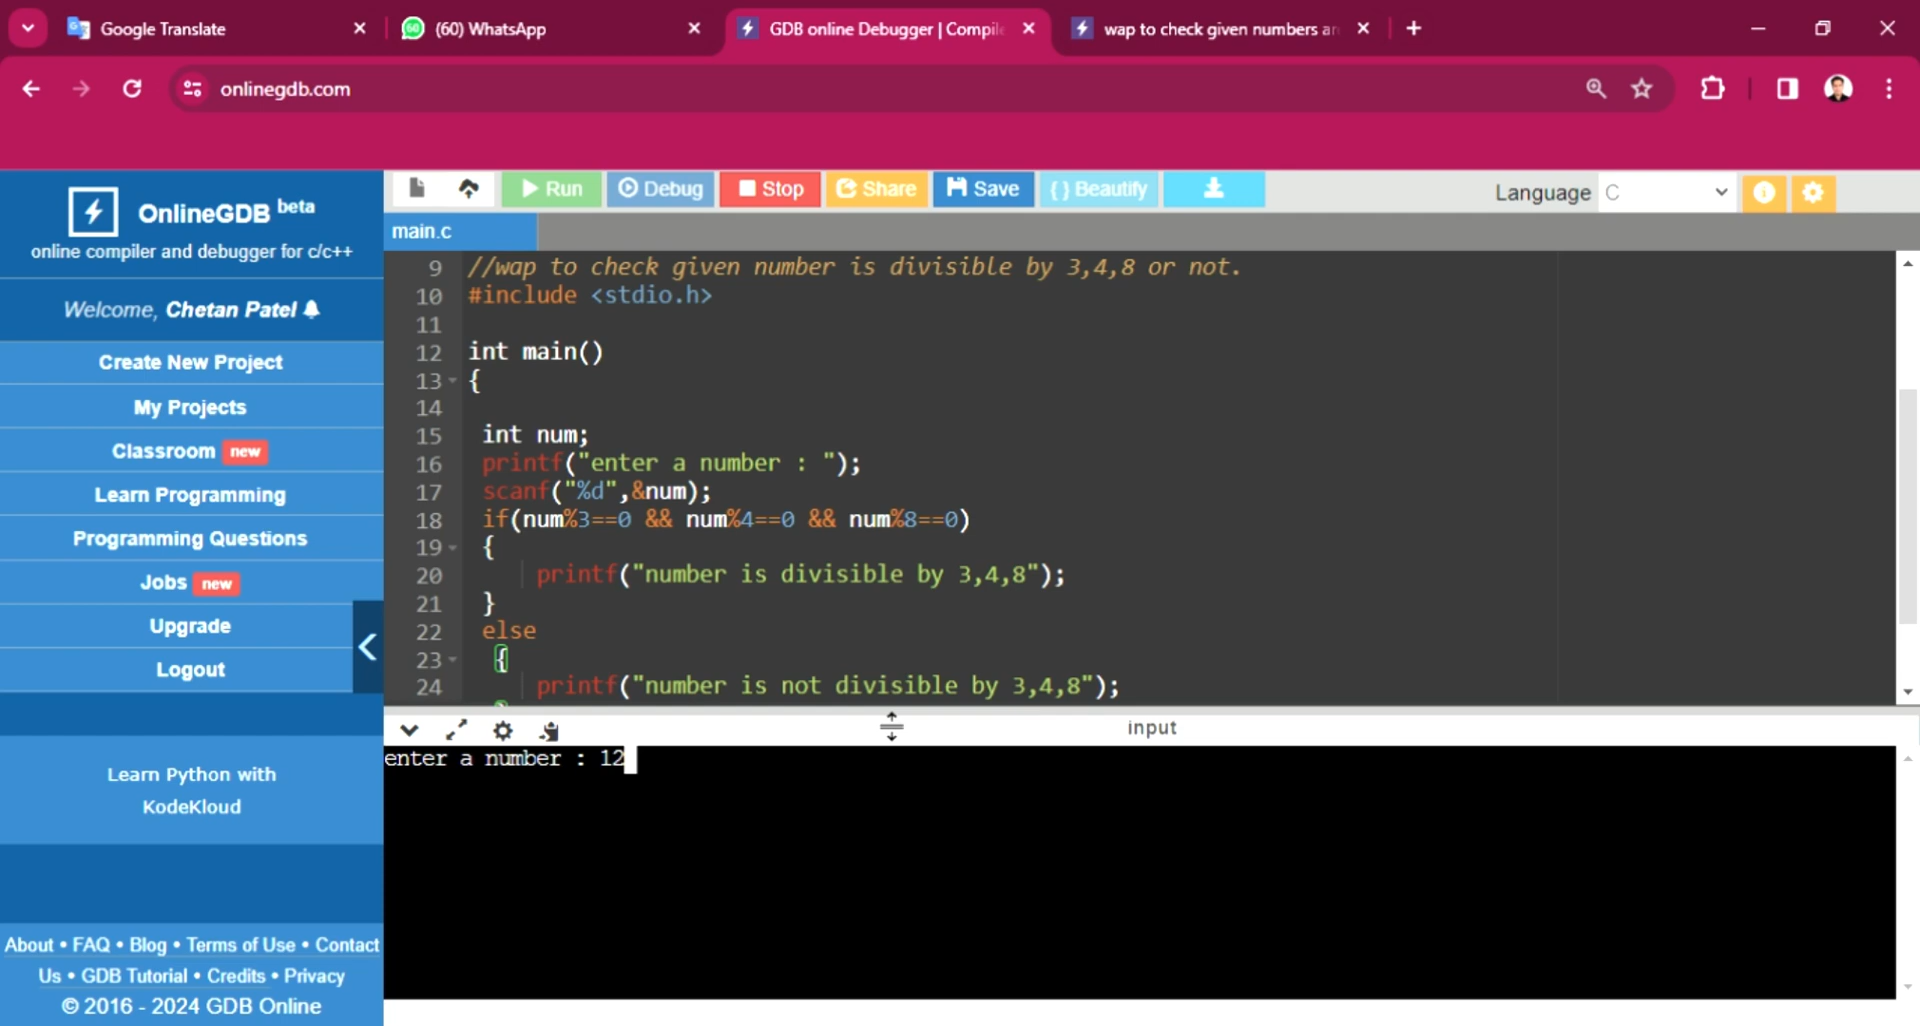 Google Translate
(60) WhatsApp
GDB online Debugger | Compil
wap to check given numbers ar
onlinegdb.com
OnlineGDB beta
online compiler and debugger for c/c++
Welcome, Chetan Patel
Create New Project
My Projects
Classroom new
Learn Programming
Programming Questions
Jobs new
Upgrade
Logout
Learn Python with
KodeKloud
About • FAQ • Blog • Terms of Use • Contact
Us • GDB Tutorial • Credits • Privacy
© 2016 - 2024 GDB Online
Run
Debug
Stop
Share
Save
{ } Beautify
Language C
main.c
9 //wap to check given number is divisible by 3,4,8 or not.
10 #include <stdio.h>
11
12 int main()
13 {
14
15 int num;
16 printf("enter a number : ");
17 scanf("%d",&num);
18 if(num%3==0 && num%4==0 && num%8==0)
19 {
20 printf("number is divisible by 3,4,8");
21 }
22 else
23 {
24 printf("number is not divisible by 3,4,8");
input
enter a number : 12